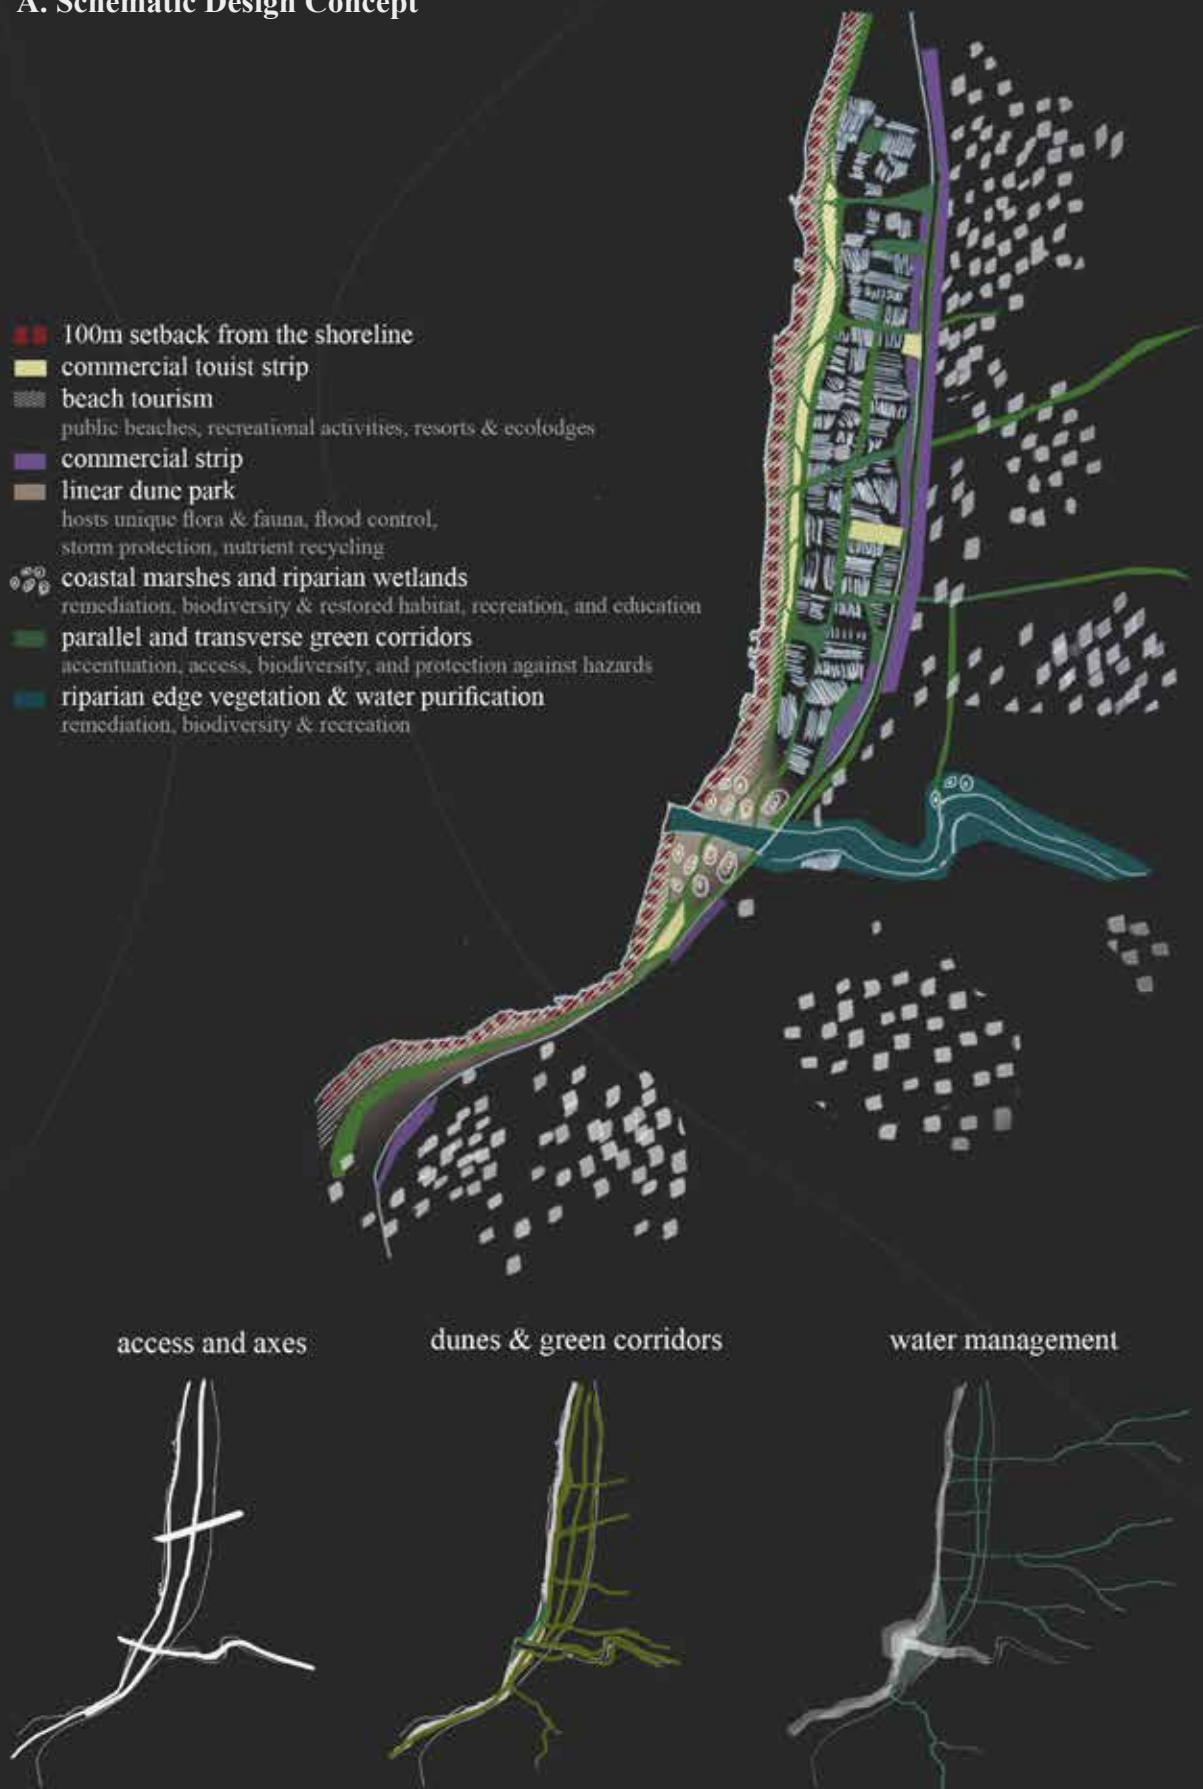 A. Schematic Design Concept
100m setback from the shoreline
commercial touist strip
beach tourism
public beaches, recreational activities, resorts & ecolodges
commercial strip
linear dune park
hosts unique flora & fauna, flood control,
storm protection, nutrient recycling
coastal marshes and riparian wetlands
remediation, biodiversity & restored habitat, recreation, and education
parallel and transverse green corridors
accentuation, access, biodiversity, and protection against hazards
riparian edge vegetation & water purification
remediation, biodiversity & recreation
access and axes
dunes & green corridors
water management